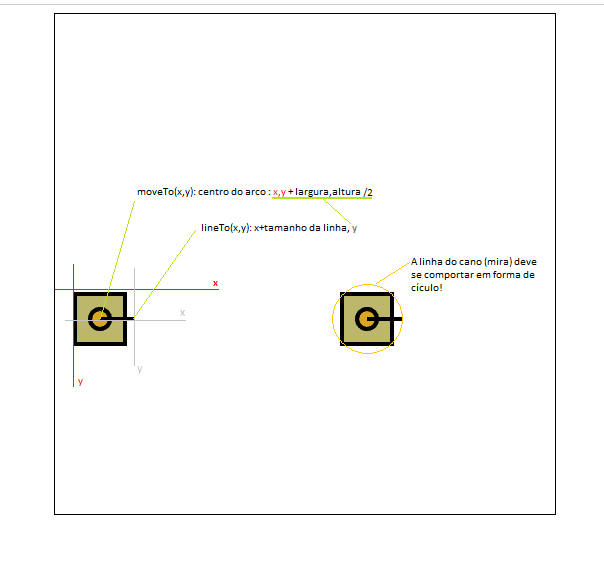 moveTo(x,y): centro do arco : x,y + largura,altura /2
lineTo(x,y): x+tamanho da linha, y
A linha do cano (mira) deve
se comportar em forma de
cículo!
x
x
y
y